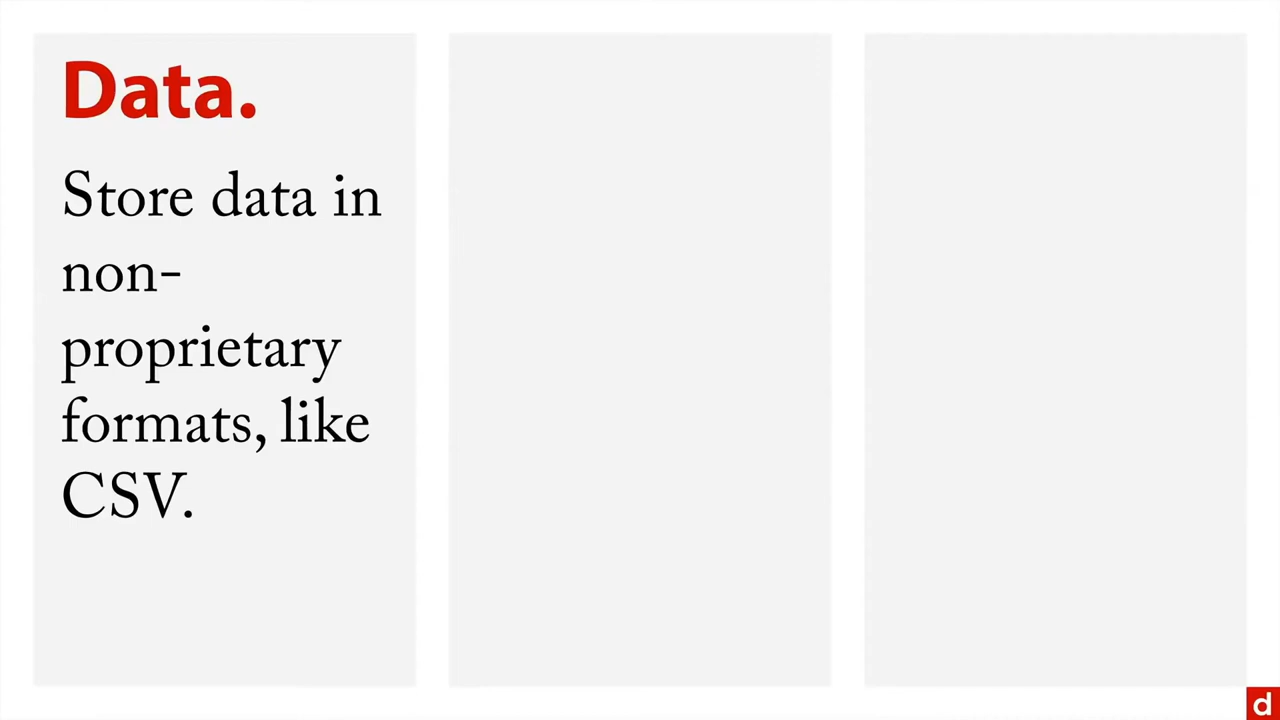 Data.
Store data in
non-
proprietary
formats, like
CSV.
d